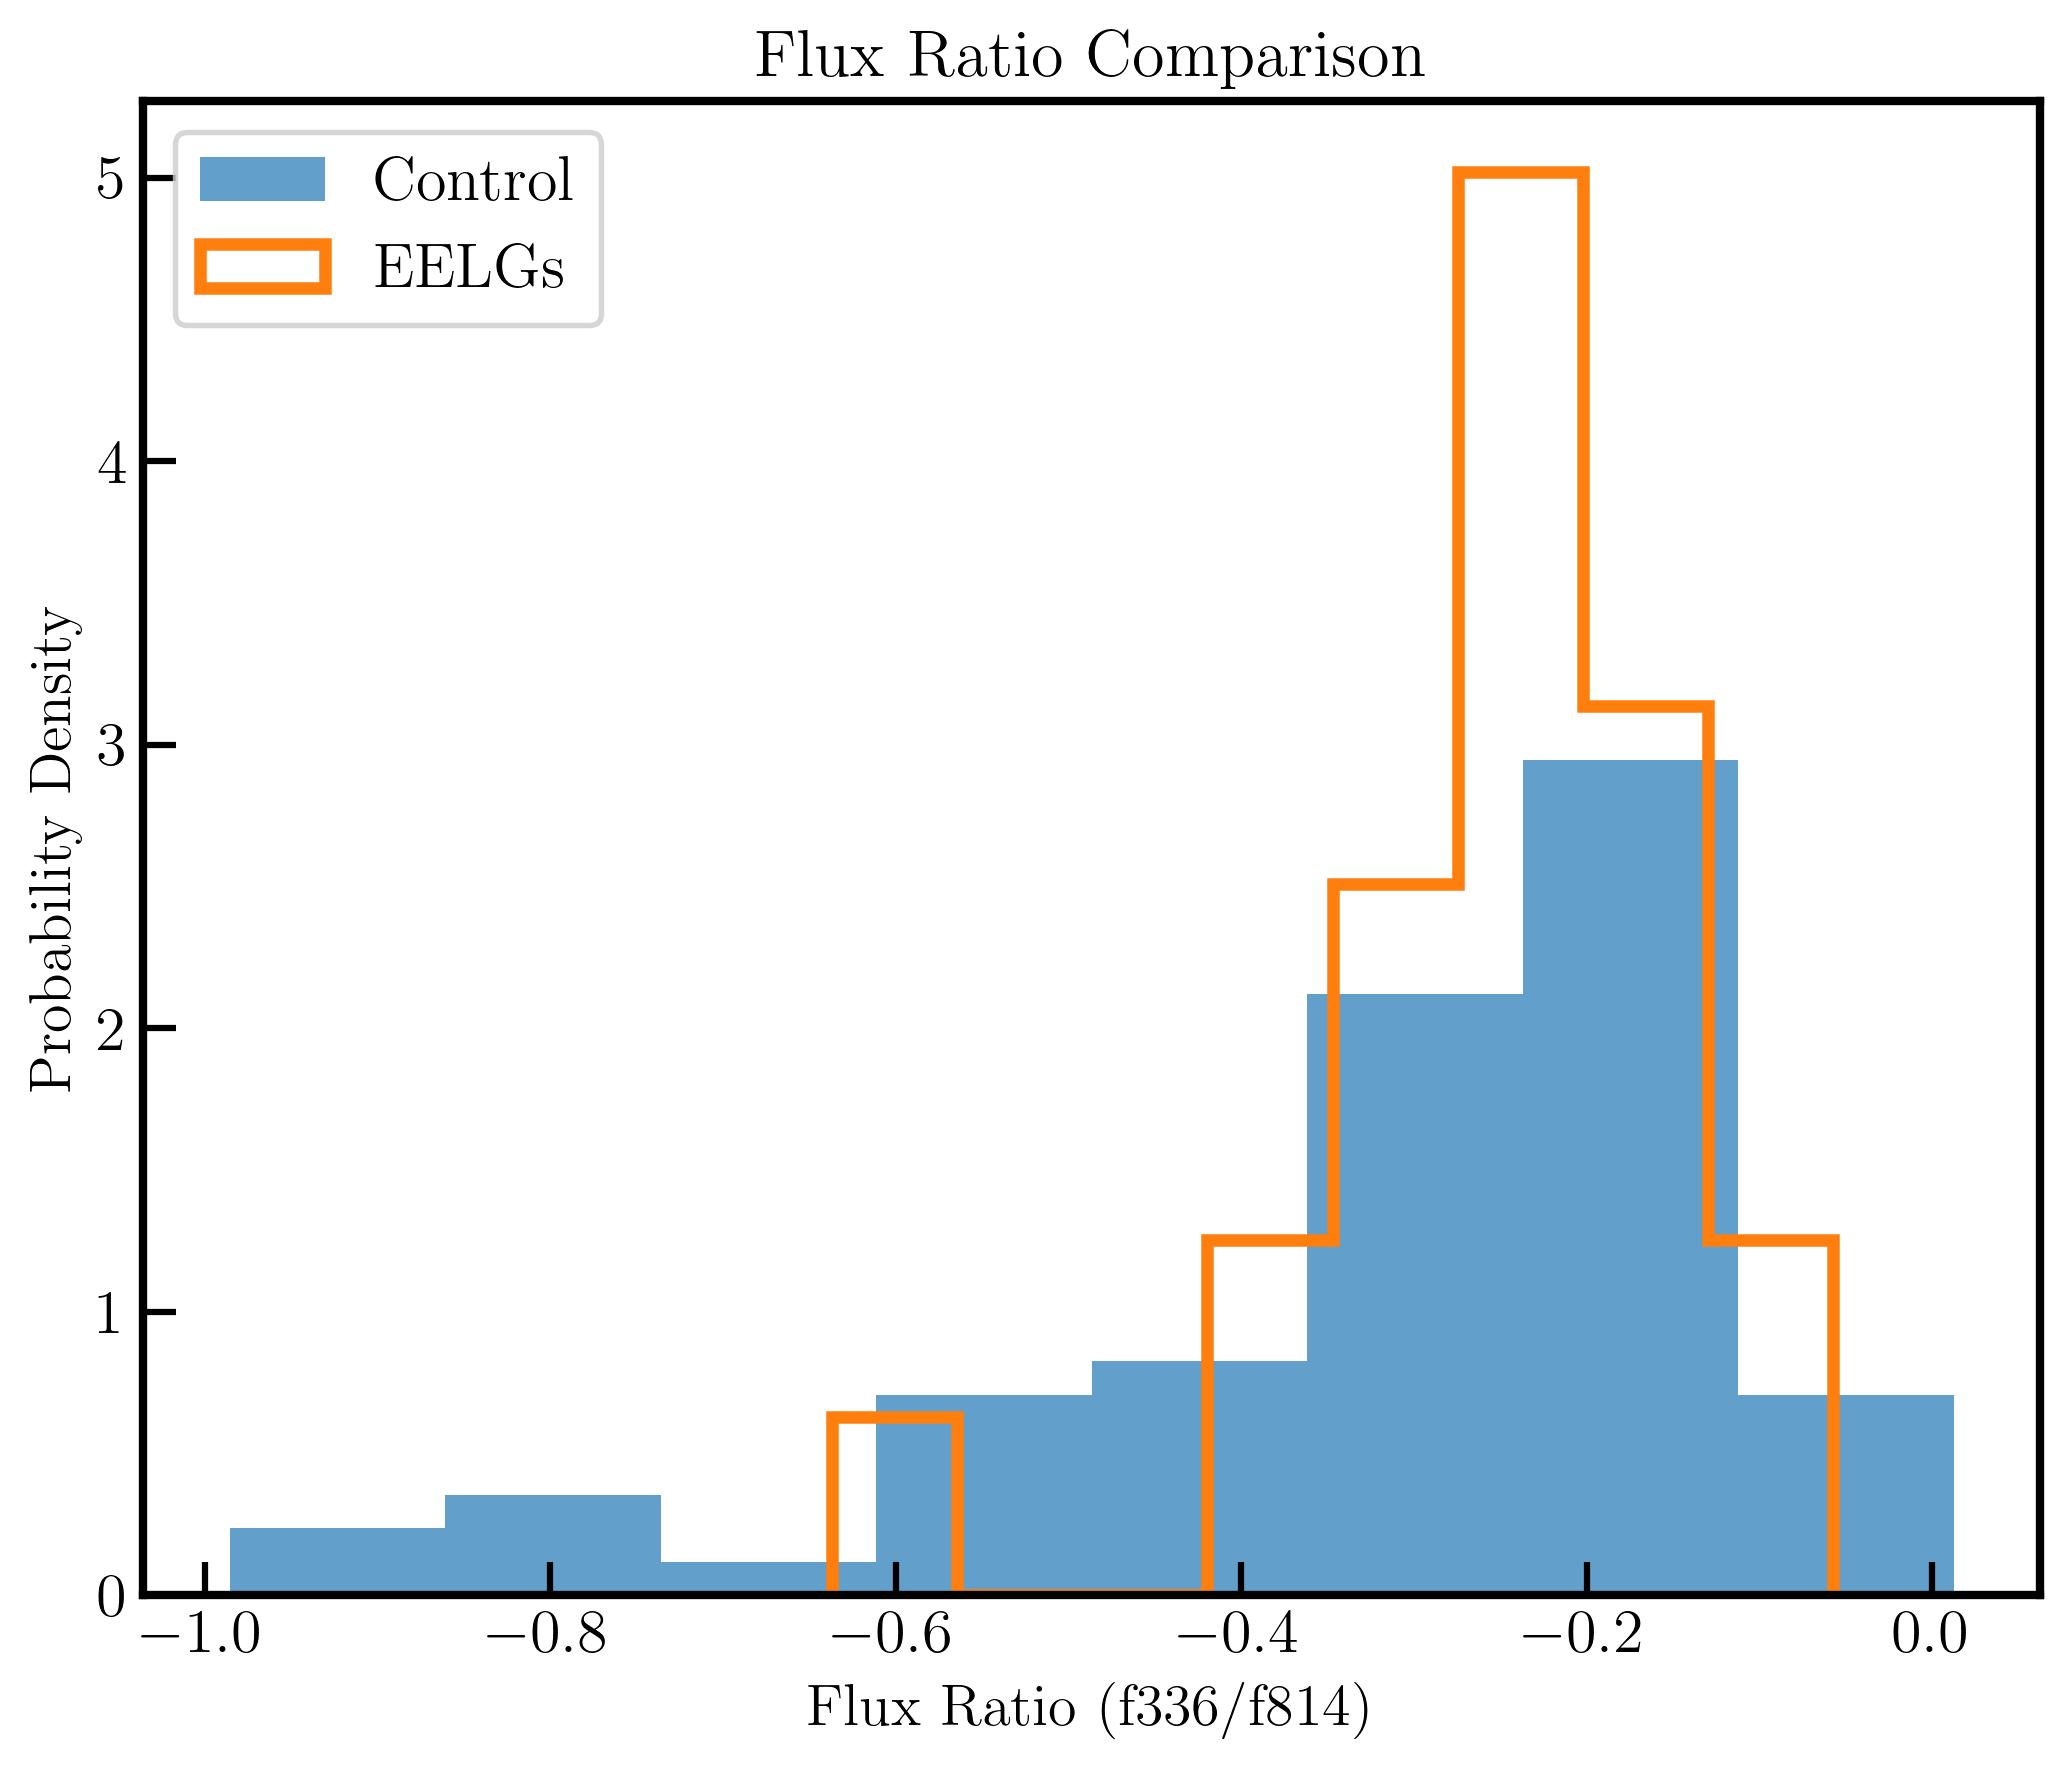 Flux Ratio Comparison
Control
EELGs
5
4
3
2
1
0
Probability Density
−1.0 −0.8 −0.6 −0.4 −0.2 0.0
Flux Ratio (f336/f814)